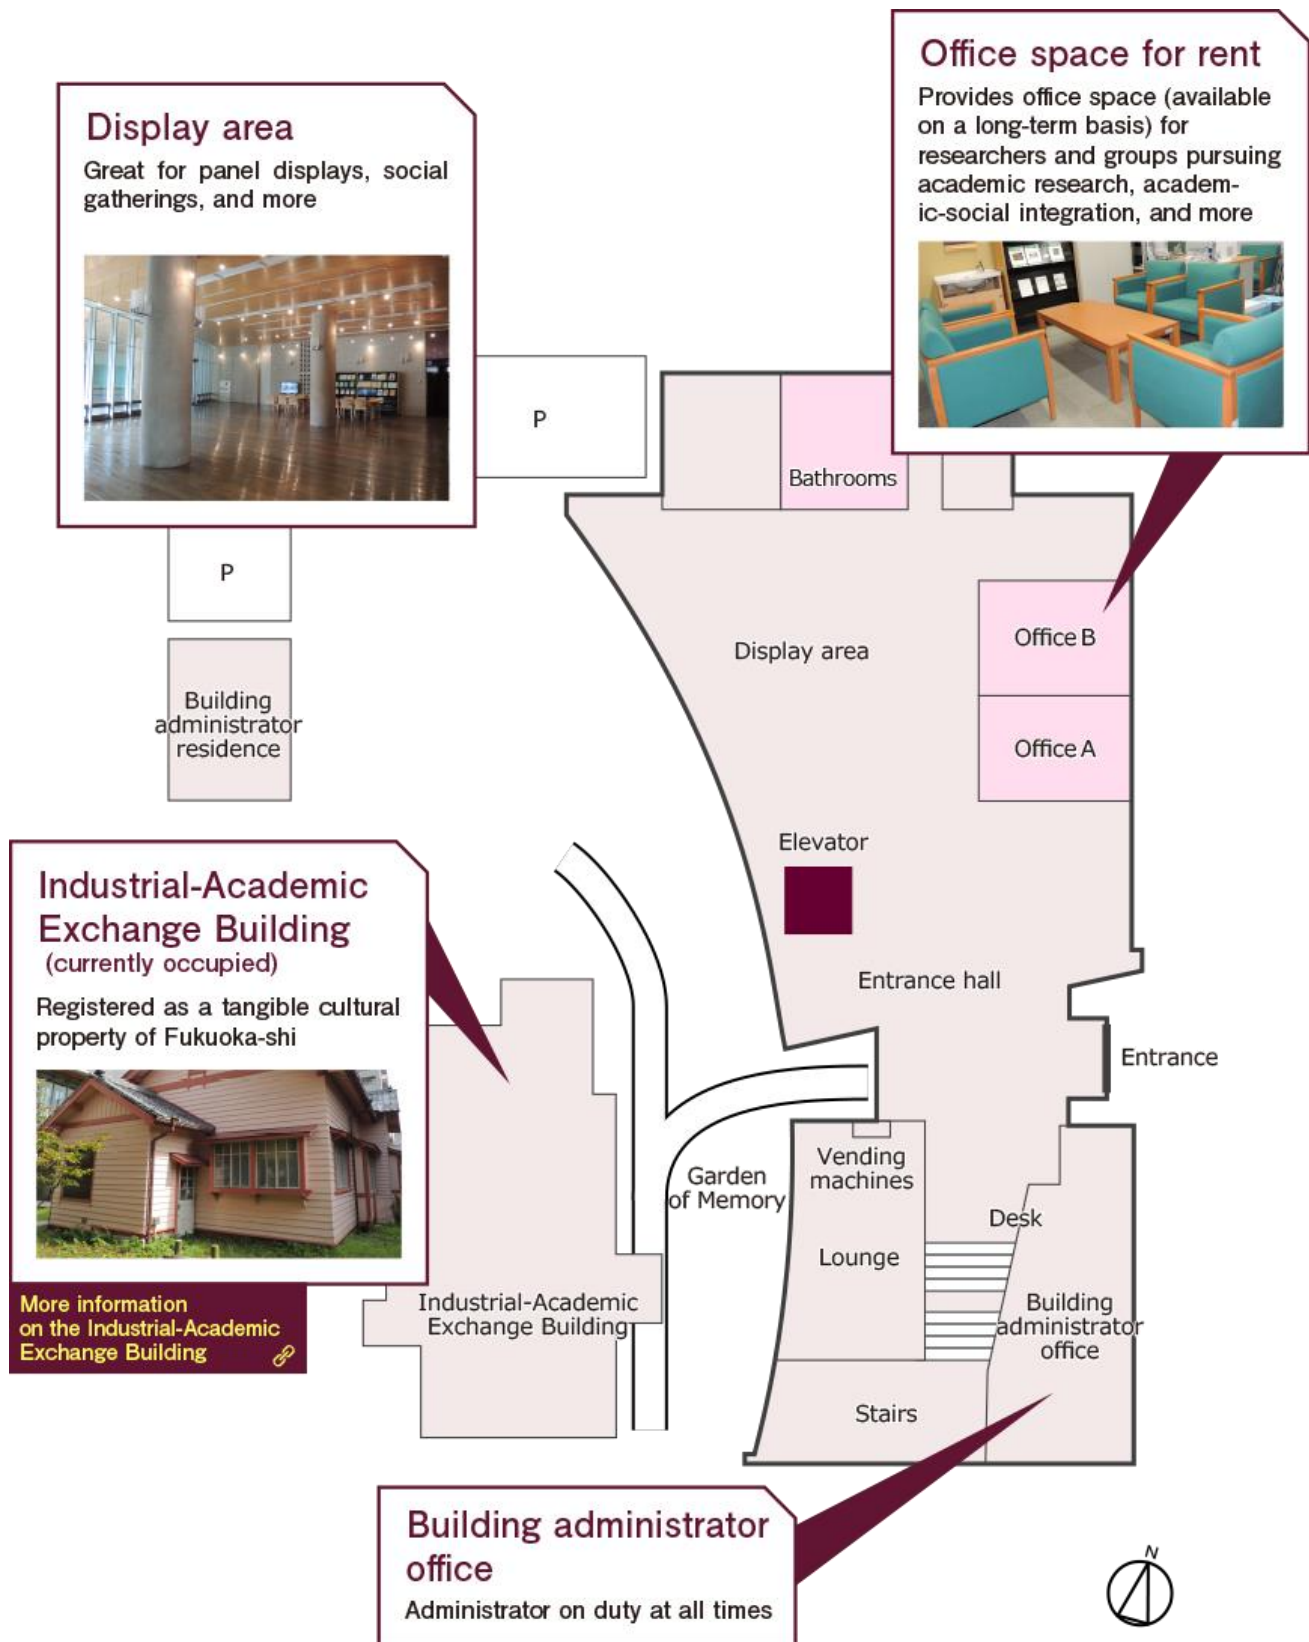 Office space for rent
Provides office space (available
on a long-term basis) for
researchers and groups pursuing
academic research, academ-
ic-social integration, and more
Display area
Great for panel displays, social
gatherings, and more
P
Bathrooms
P
Office B
Display area
Building
administrator
residence
Office A
Elevator
Industrial-Academic
Exchange Building
(currently occupied)
Registered as a tangible cultural
property of Fukuoka-shi
Entrance hall
Entrance
Vending
machines
Garden
of Memory
Desk
Lounge
More information
on the Industrial-Academic
Exchange Building
Industrial-Academic
Exchange Building
Building
administrator
office
Stairs
Building administrator
office
Administrator on duty at all times
N